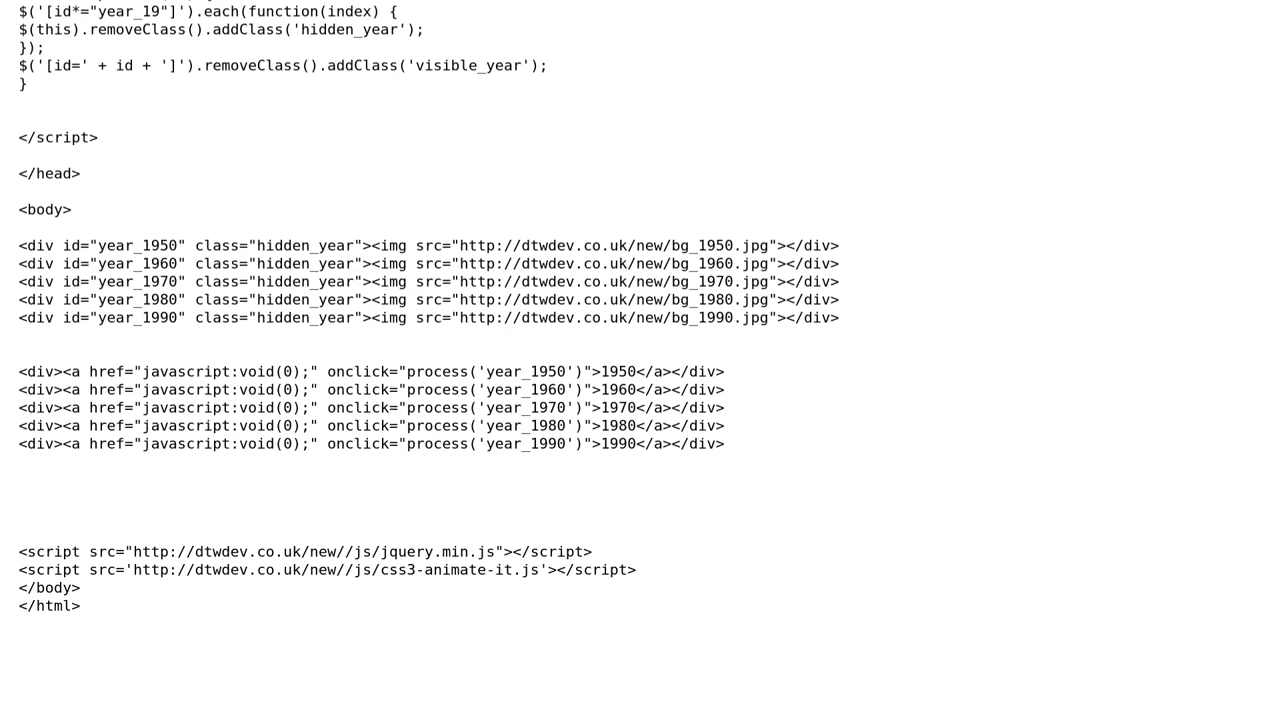 $('[id*="year_19"]').each(function(index) {
$(this).removeClass().addClass('hidden_year');
});
$('[id=' + id + ']').removeClass().addClass('visible_year');
}
</script>
</head>
<body>
<div id="year_1950" class="hidden_year"><img src="http://dtwdev.co.uk/new/bg_1950.jpg"></div>
<div id="year_1960" class="hidden_year"><img src="http://dtwdev.co.uk/new/bg_1960.jpg"></div>
<div id="year_1970" class="hidden_year"><img src="http://dtwdev.co.uk/new/bg_1970.jpg"></div>
<div id="year_1980" class="hidden_year"><img src="http://dtwdev.co.uk/new/bg_1980.jpg"></div>
<div id="year_1990" class="hidden_year"><img src="http://dtwdev.co.uk/new/bg_1990.jpg"></div>
<div><a href="javascript:void(0);" onclick="process('year_1950')">1950</a></div>
<div><a href="javascript:void(0);" onclick="process('year_1960')">1960</a></div>
<div><a href="javascript:void(0);" onclick="process('year_1970')">1970</a></div>
<div><a href="javascript:void(0);" onclick="process('year_1980')">1980</a></div>
<div><a href="javascript:void(0);" onclick="process('year_1990')">1990</a></div>
<script src="http://dtwdev.co.uk/new//js/jquery.min.js"></script>
<script src='http://dtwdev.co.uk/new//js/css3-animate-it.js'></script>
</body>
</html>